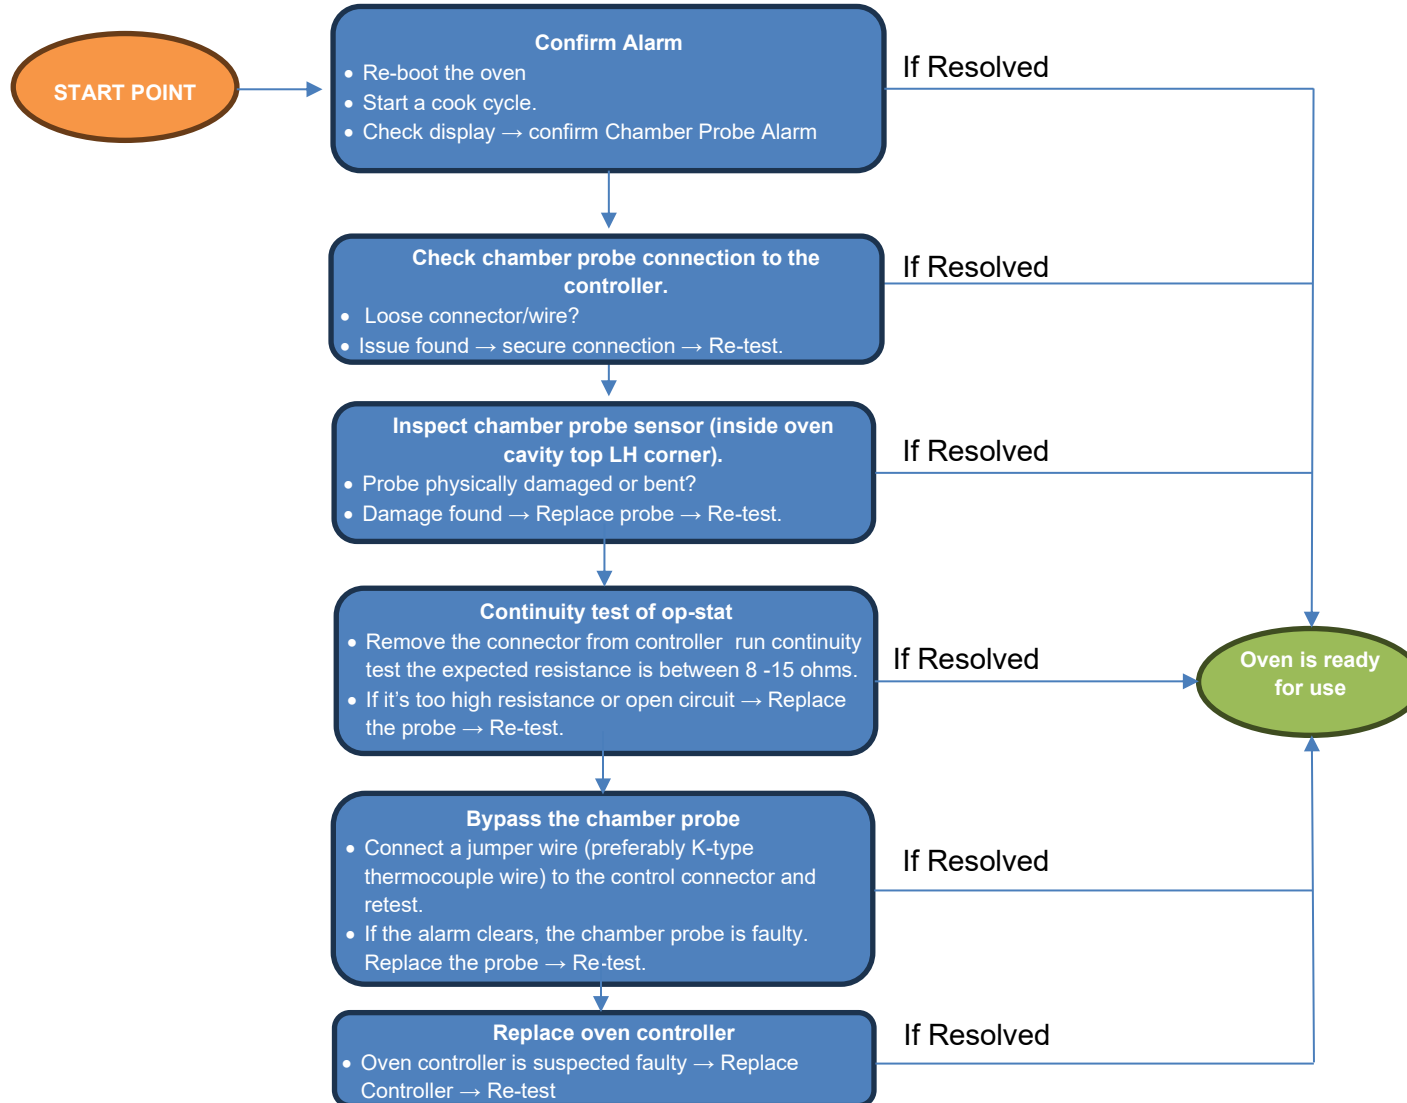 START POINT
Confirm Alarm
• Re-boot the oven
• Start a cook cycle.
• Check display → confirm Chamber Probe Alarm
If Resolved
Check chamber probe connection to the
controller.
• Loose connector/wire?
• Issue found → secure connection → Re-test.
If Resolved
Inspect chamber probe sensor (inside oven
cavity top LH corner).
• Probe physically damaged or bent?
• Damage found → Replace probe → Re-test.
If Resolved
Continuity test of op-stat
• Remove the connector from controller run continuity
test the expected resistance is between 8 -15 ohms.
• If it's too high resistance or open circuit → Replace
the probe → Re-test.
If Resolved
Oven is ready
for use
Bypass the chamber probe
• Connect a jumper wire (preferably K-type
thermocouple wire) to the control connector and
retest.
• If the alarm clears, the chamber probe is faulty.
Replace the probe → Re-test.
If Resolved
Replace oven controller
• Oven controller is suspected faulty → Replace
Controller → Re-test
If Resolved